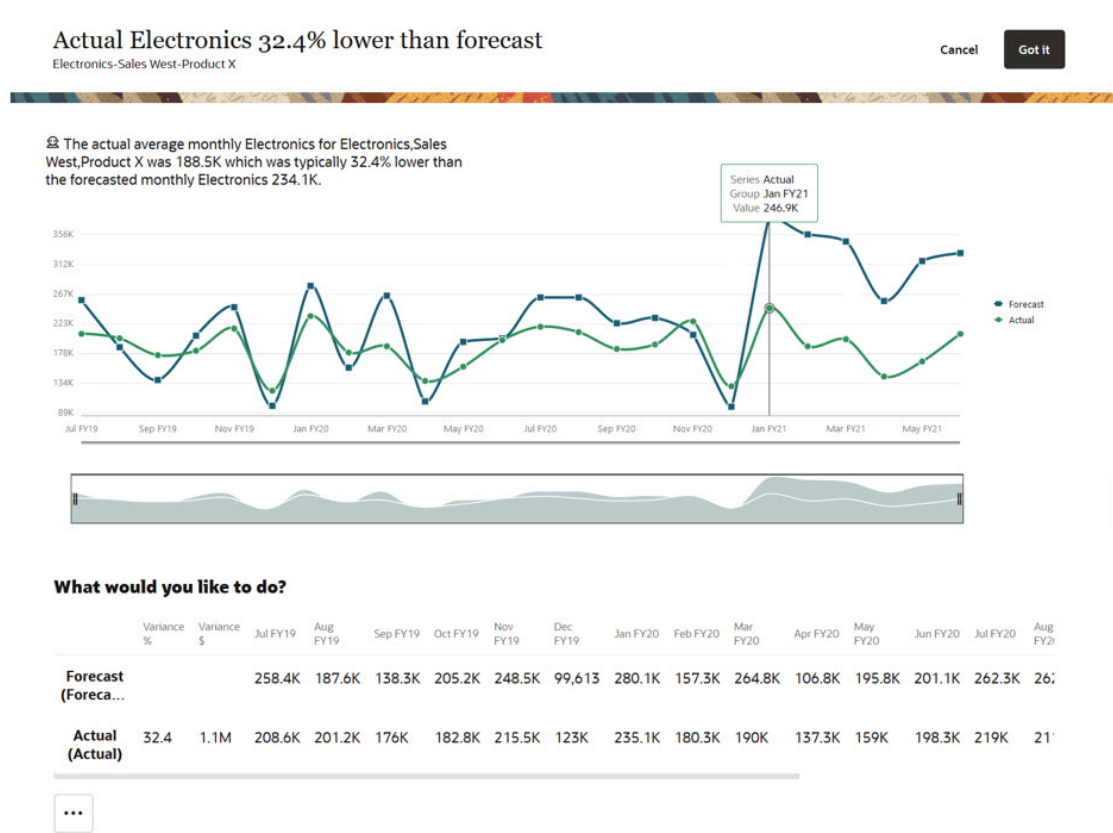 Actual Electronics 32.4% lower than forecast
Electronics-Sales West-Product X
Cancel
Got it
The actual average monthly Electronics for Electronics,Sales
West,Product X was 188.5K which was typically 32.4% lower than
the forecasted monthly Electronics 234.1K.
Series Actual
Group Jan FY21
Value 246.9K
356K
312K
267K
223K
178K
134K
89K
Jul FY19 Sep FY19 Nov FY19 Jan FY20 Mar FY20 May FY20 Jul FY20 Sep FY20 Nov FY20 Jan FY21 Mar FY21 May FY21
Forecast
Actual
What would you like to do?
Variance % Variance $ Jul FY19 Aug FY19 Sep FY19 Oct FY19 Nov FY19 Dec FY19 Jan FY20 Feb FY20 Mar FY20 Apr FY20 May FY20 Jun FY20 Jul FY20 Aug
Forecast (Foreca... 258.4K 187.6K 138.3K 205.2K 248.5K 99,613 280.1K 157.3K 264.8K 106.8K 195.8K 201.1K 262.3K
Actual (Actual) 32.4 1.1M 208.6K 201.2K 176K 182.8K 215.5K 123K 235.1K 180.3K 190K 137.3K 159K 198.3K 219K
...